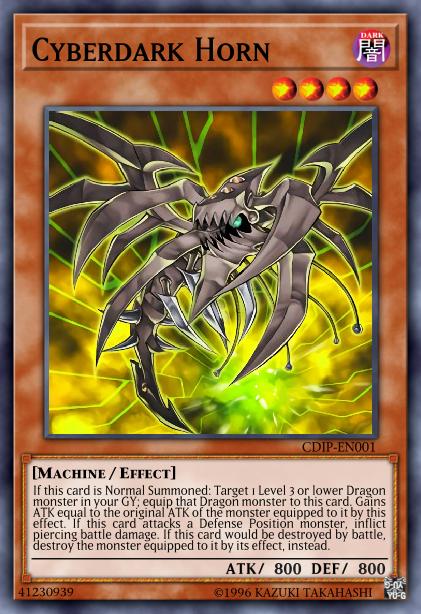 Cyberdark Horn
DARK
闇
CDIP-EN001
[Machine / Effect]
If this card is Normal Summoned: Target 1 Level 3 or lower Dragon
monster in your GY; equip that Dragon monster to this card. Gains
ATK equal to the original ATK of the monster equipped to it by this
effect. If this card attacks a Defense Position monster, inflict
piercing battle damage. If this card would be destroyed by battle,
destroy the monster equipped to it by its effect, instead.
ATK/ 800 DEF/ 800
41230939
©1996 KAZUKI TAKAHASHI